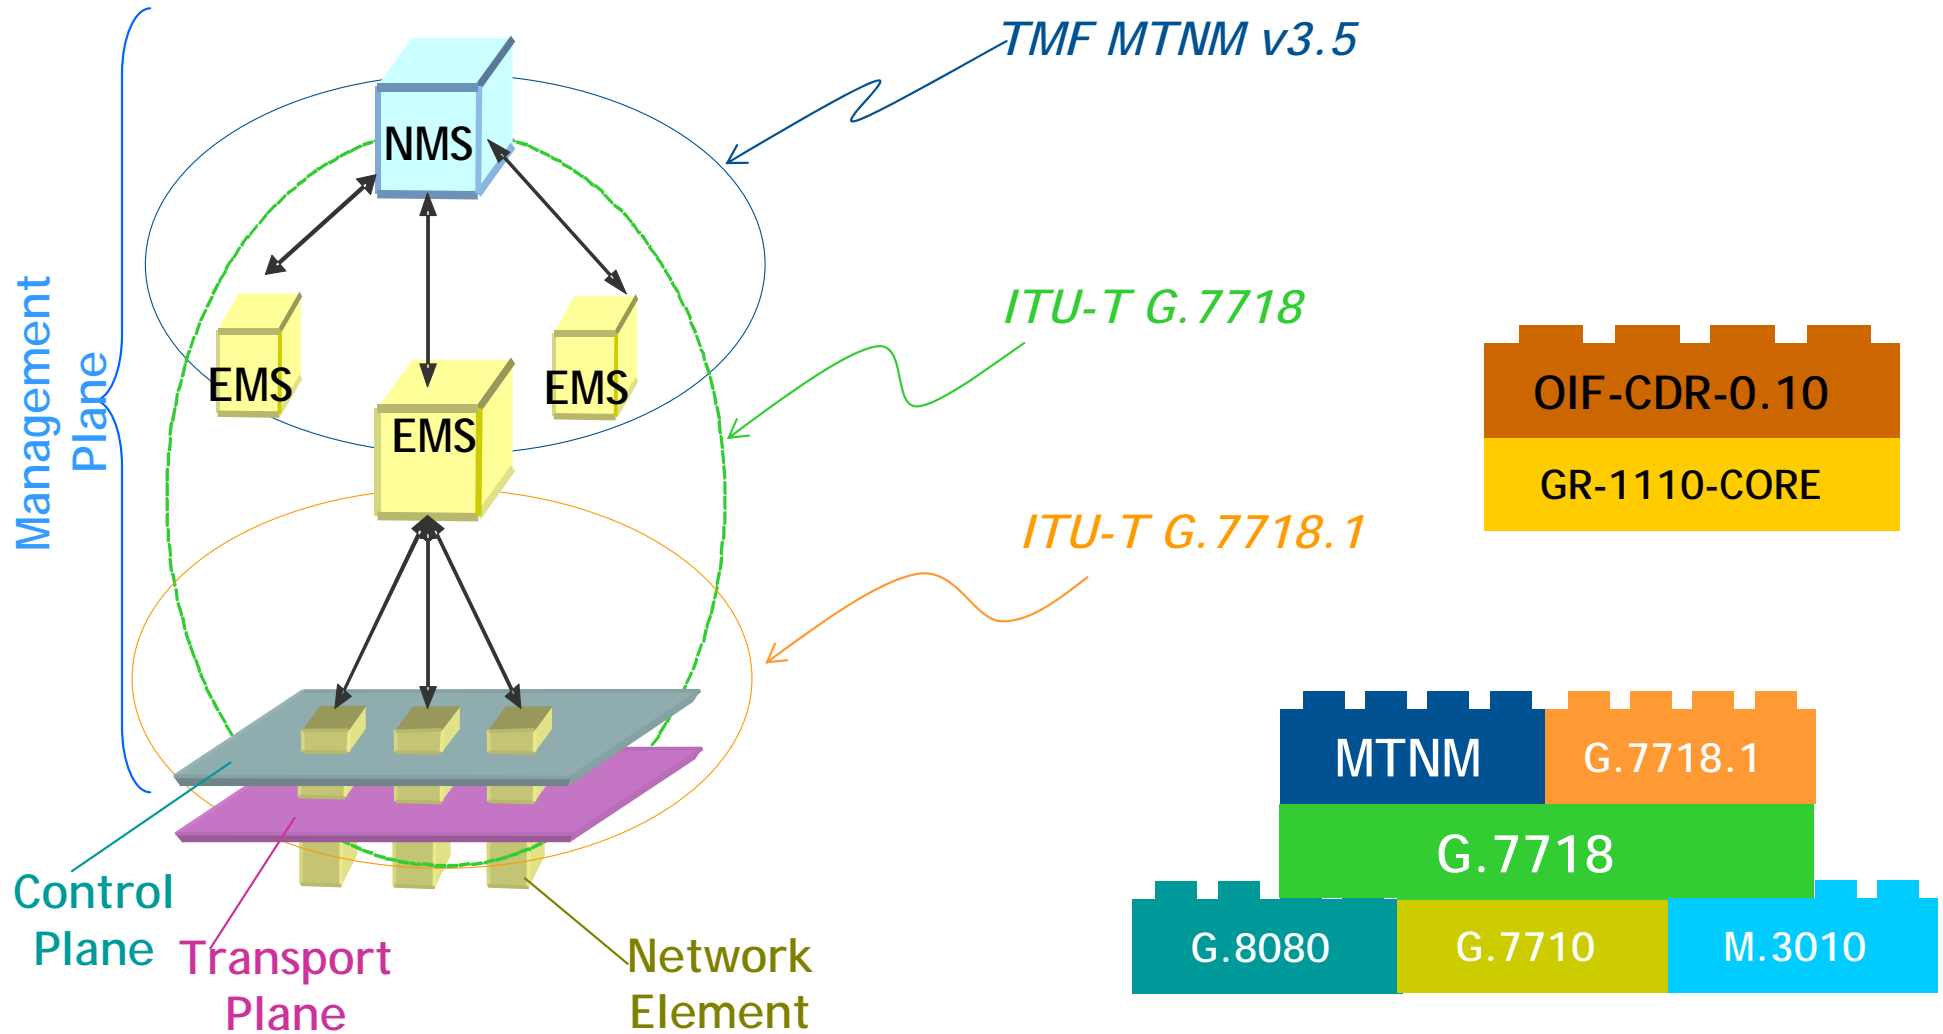 TMF MTNM v3.5
NMS
Management
Plane
ITU-T G.7718
EMS
EMS
EMS
OIF-CDR-0.10
GR-1110-CORE
ITU-T G.7718.1
MTNM
G.7718.1
G.7718
G.8080
G.7710
M.3010
Control
Plane
Transport
Plane
Network
Element